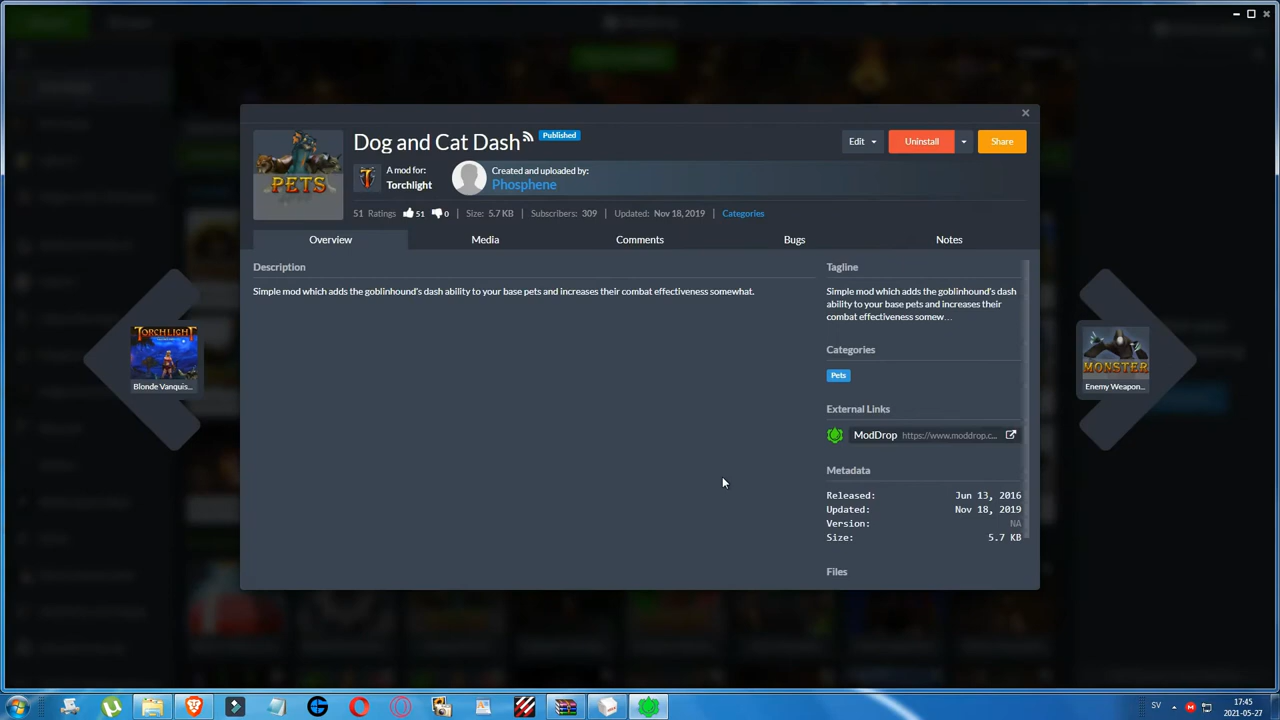 Dog and Cat Dash
Published
Edit
Uninstall
Share
PETS
A mod for:
Torchlight
Created and uploaded by:
Phosphene
51 Ratings 51 0 | Size: 5.7 KB | Subscribers: 309 | Updated: Nov 18, 2019 | Categories
Overview
Media
Comments
Bugs
Notes
Description
Simple mod which adds the goblinhound's dash ability to your base pets and increases their combat effectiveness somewhat.
Tagline
Simple mod which adds the goblinhound's dash
ability to your base pets and increases their
combat effectiveness somew...
Categories
Pets
External Links
ModDrop https://www.moddrop.c...
Metadata
Released: Jun 13, 2016
Updated: Nov 18, 2019
Version: NA
Size: 5.7 KB
Files
TORCHLIGHT
Blonde Vanquis...
MONSTER
Enemy Weapon...
SV
17:45
2021-05-27